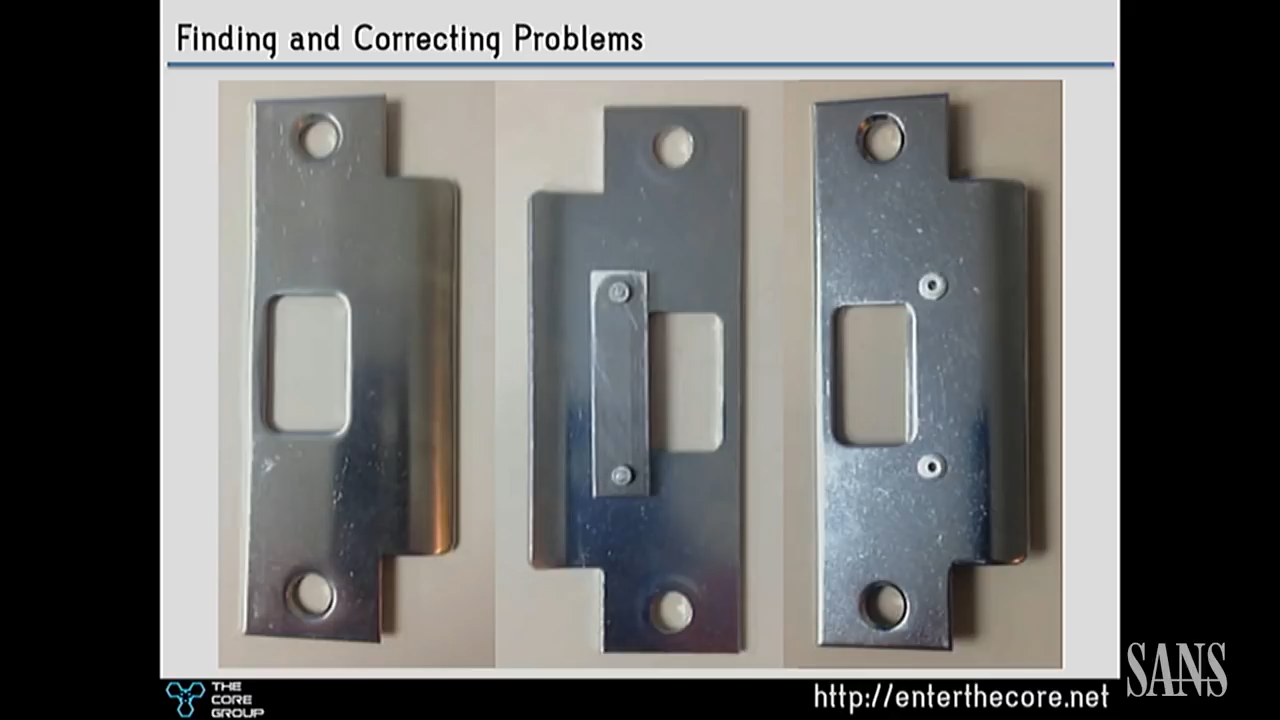 Finding and Correcting Problems
THE
CORE
GROUP
http://enterthecore.net
SANS